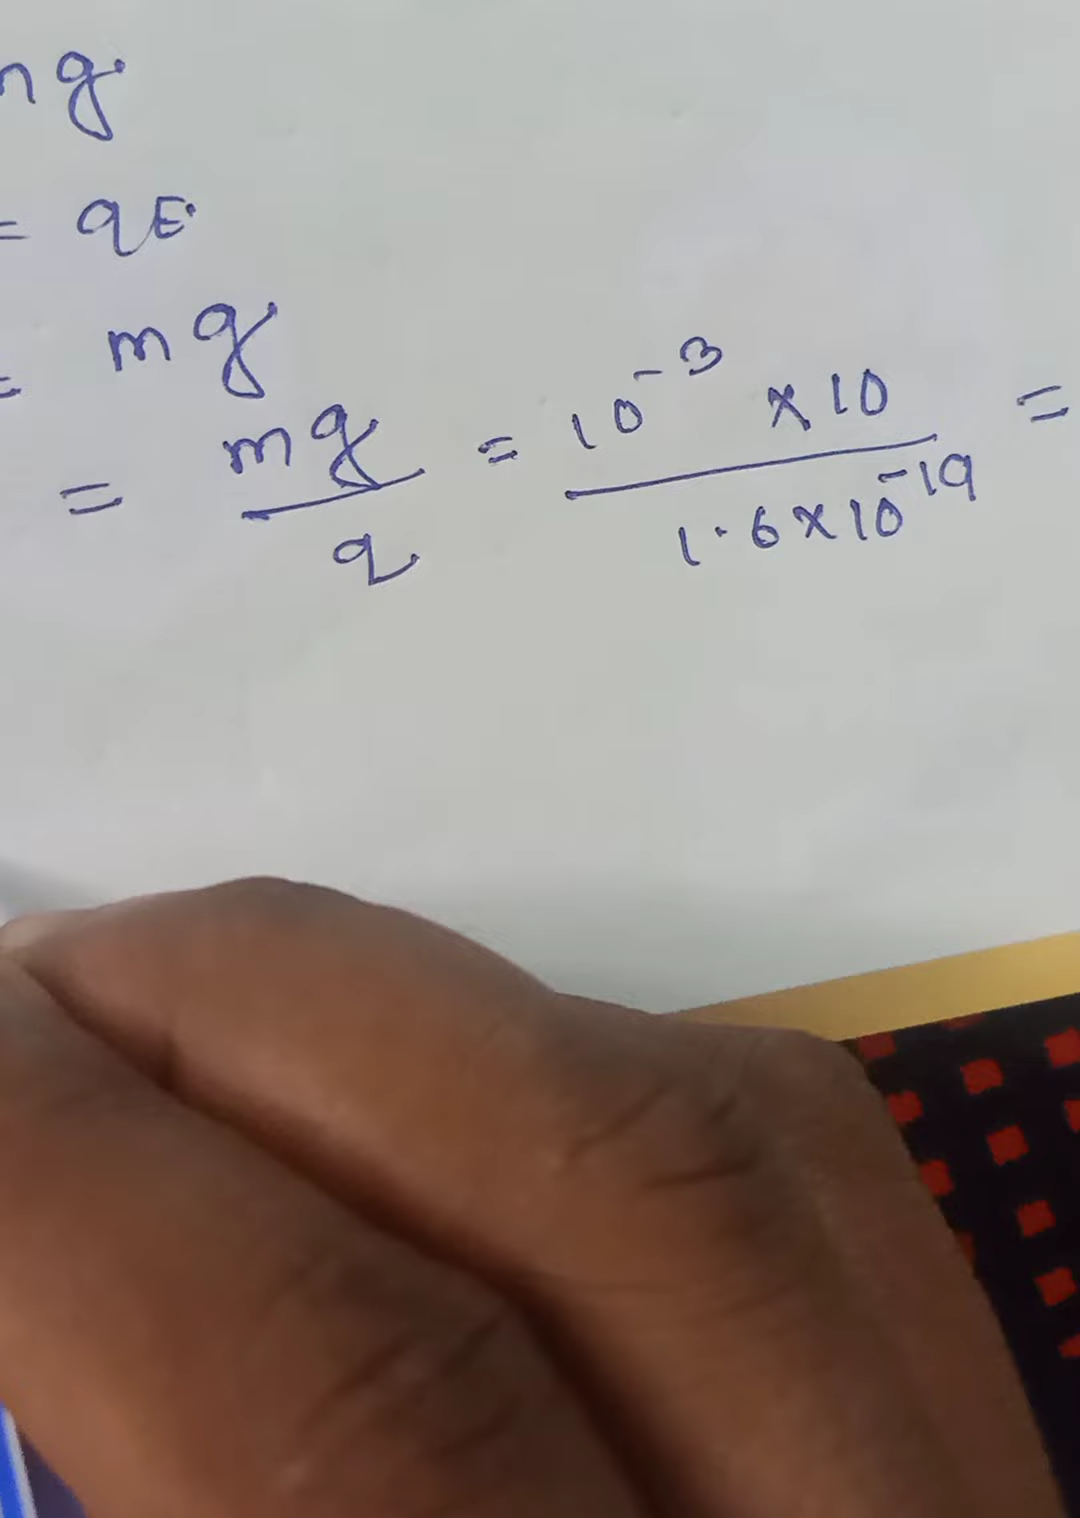 mg
= qE
= mg
= mg/q = 10⁻³ × 10 / 1.6 × 10⁻¹⁹ =